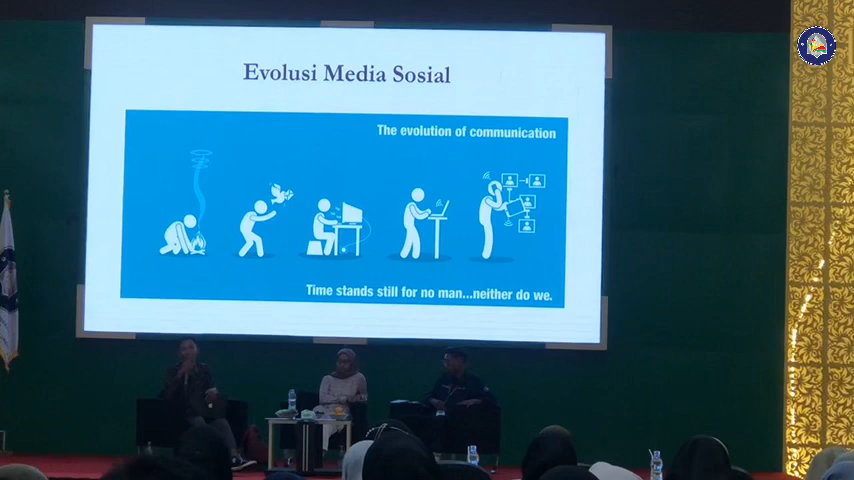 Evolusi Media Sosial
The evolution of communication
Time stands still for no man...neither do we.